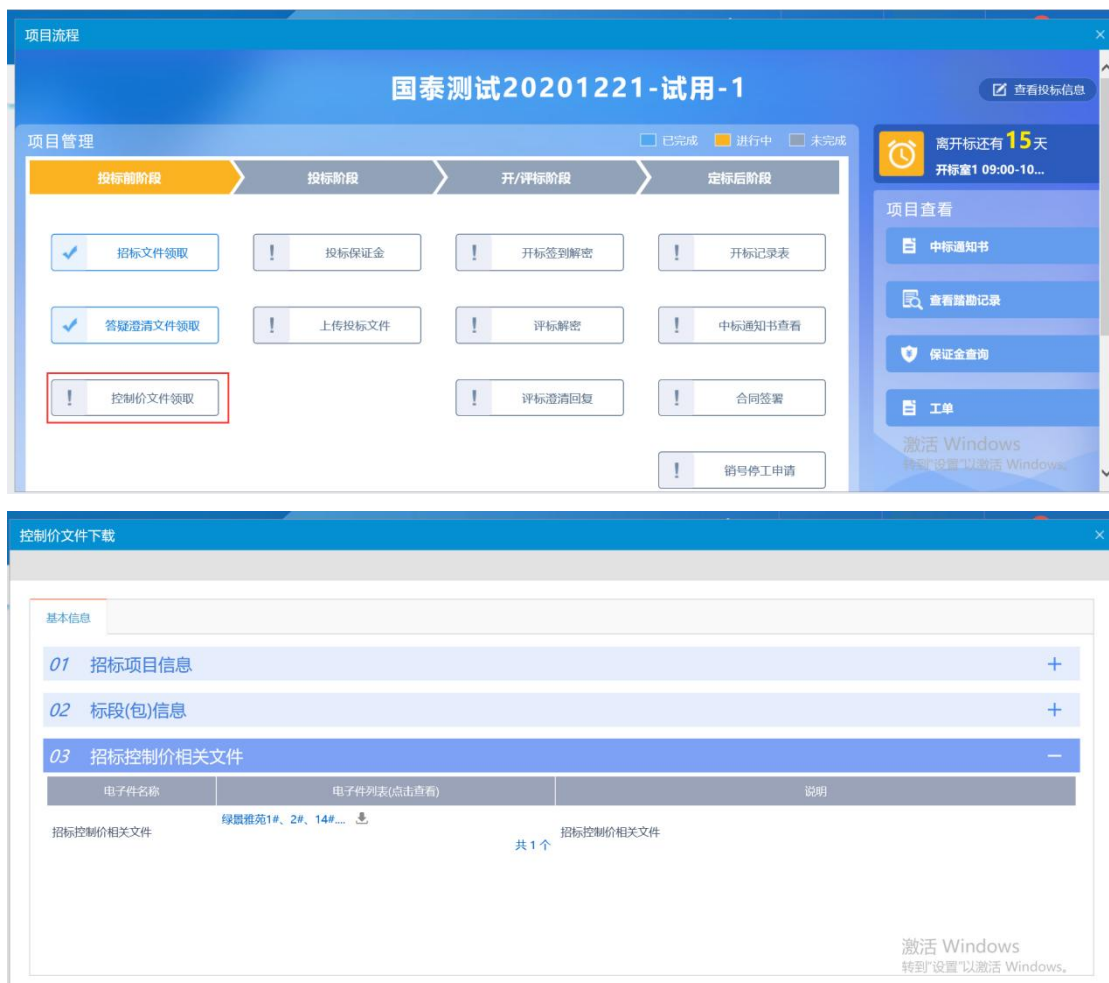 项目流程
国泰测试20201221-试用-1
查看投标信息
项目管理
已完成 进行中 未完成
离开标还有15天
开标室1 09:00-10...
投标前阶段 投标阶段 开/评标阶段 定标后阶段
项目查看
招标文件领取 投标保证金 开标签到解密 开标记录表
中标通知书
答疑澄清文件领取 上传投标文件 评标解密 中标通知书查看
查看踏勘记录
保证金查询
控制价文件领取 评标澄清回复 合同签署
工单
激活 Windows
转到"设置"以激活 Windows。
销号停工申请
控制价文件下载
基本信息
01 招标项目信息
02 标段(包)信息
03 招标控制价相关文件
电子件名称 电子件列表(点击查看) 说明
绿景雅苑1#、2#、14#....
招标控制价相关文件 共1个 招标控制价相关文件
激活 Windows
转到"设置"以激活 Windows。